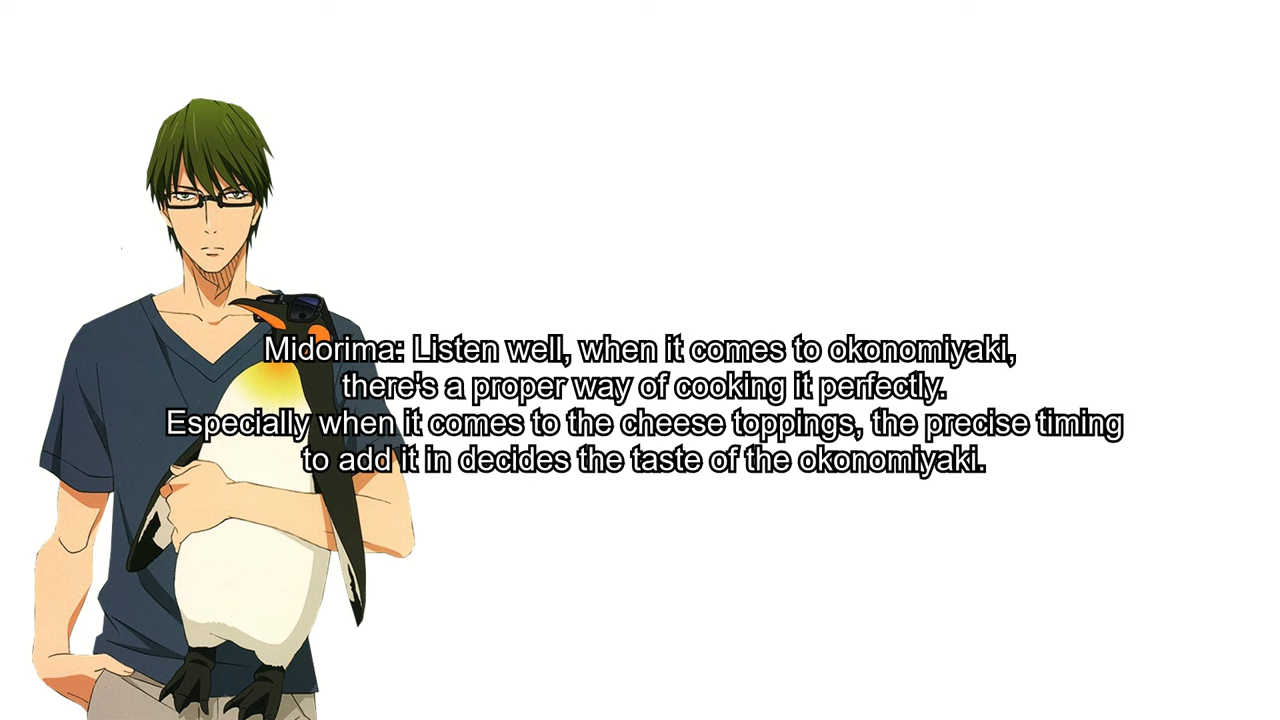 Midorima: Listen well, when it comes to okonomiyaki,
there's a proper way of cooking it perfectly.
Especially when it comes to the cheese toppings, the precise timing
to add it in decides the taste of the okonomiyaki.